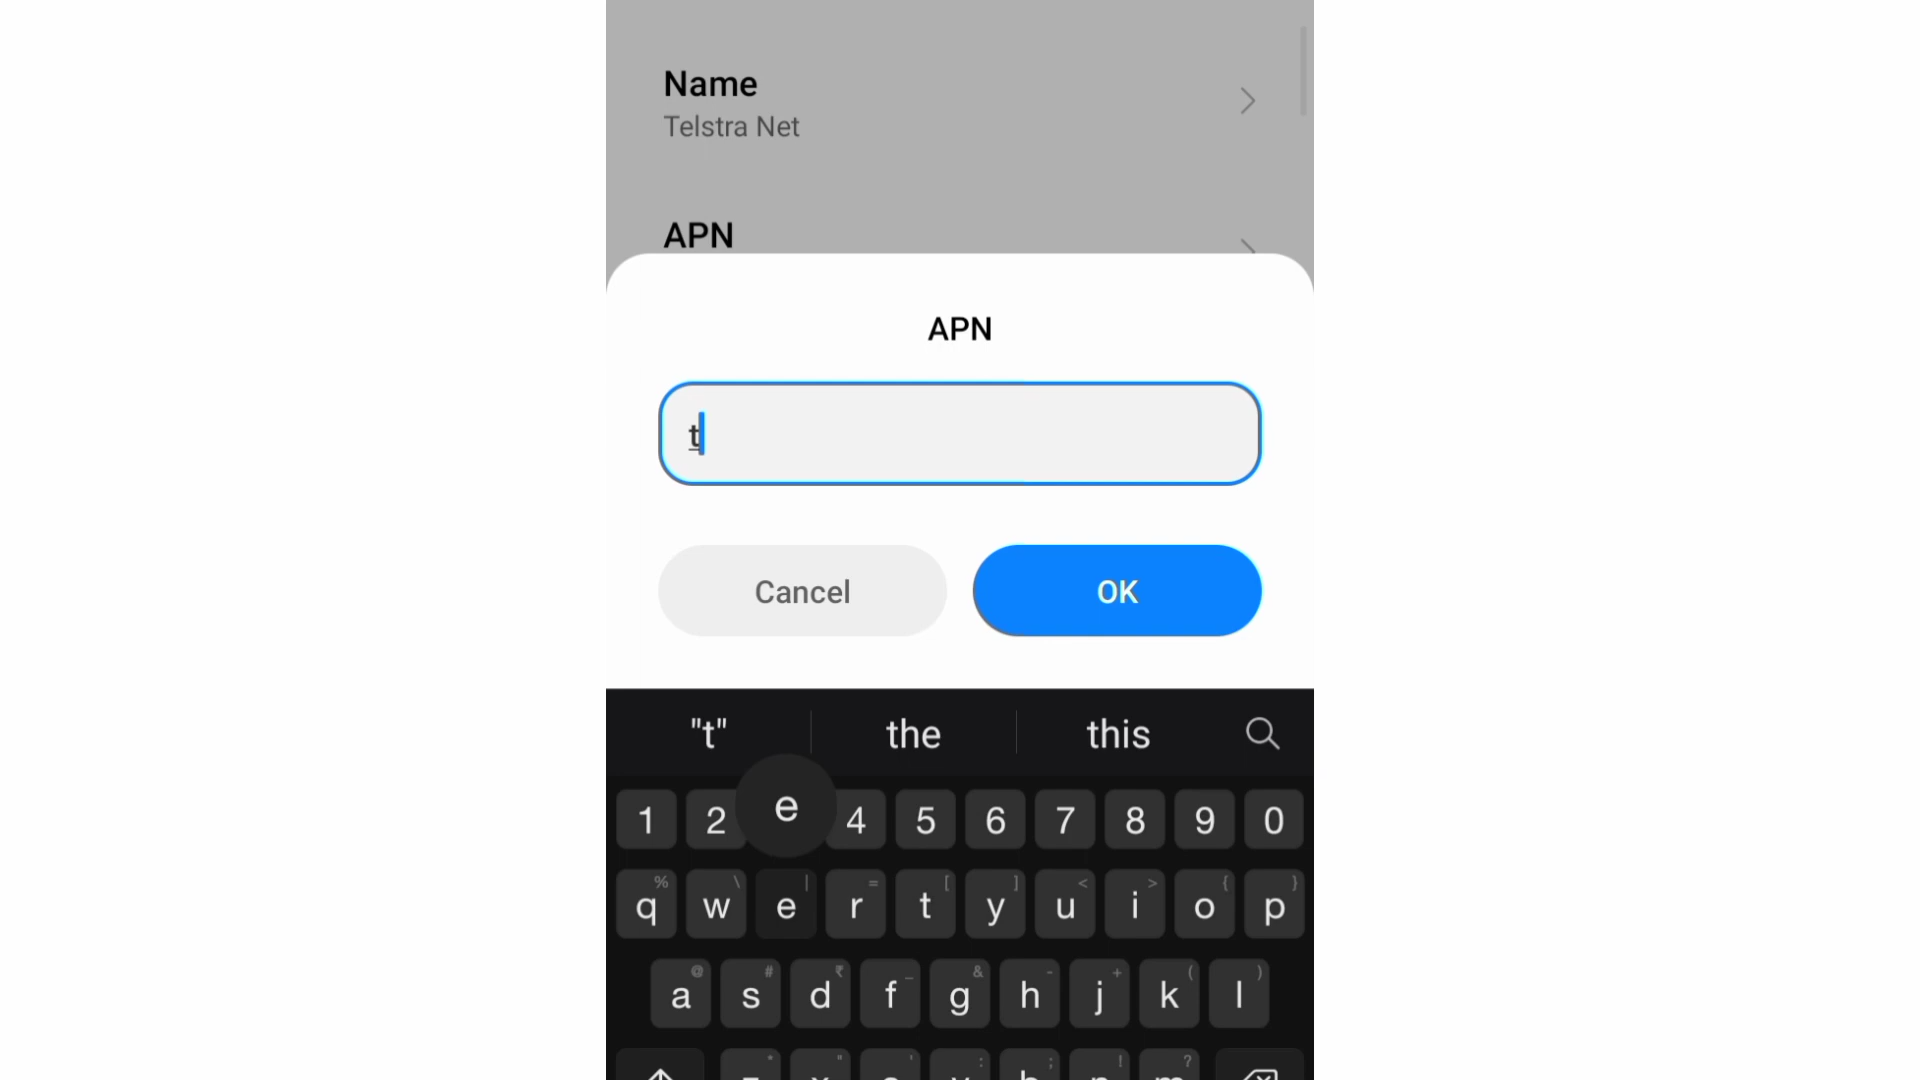 Name
Telstra Net
APN
APN
t
Cancel
OK
"t" the this
1 2 e 4 5 6 7 8 9 0
% \ | = [ ] < > { }
q w e r t y u i o p
@ # ₹ _ & - + ( )
a s d f g h j k l
* " ' : ; ! ?